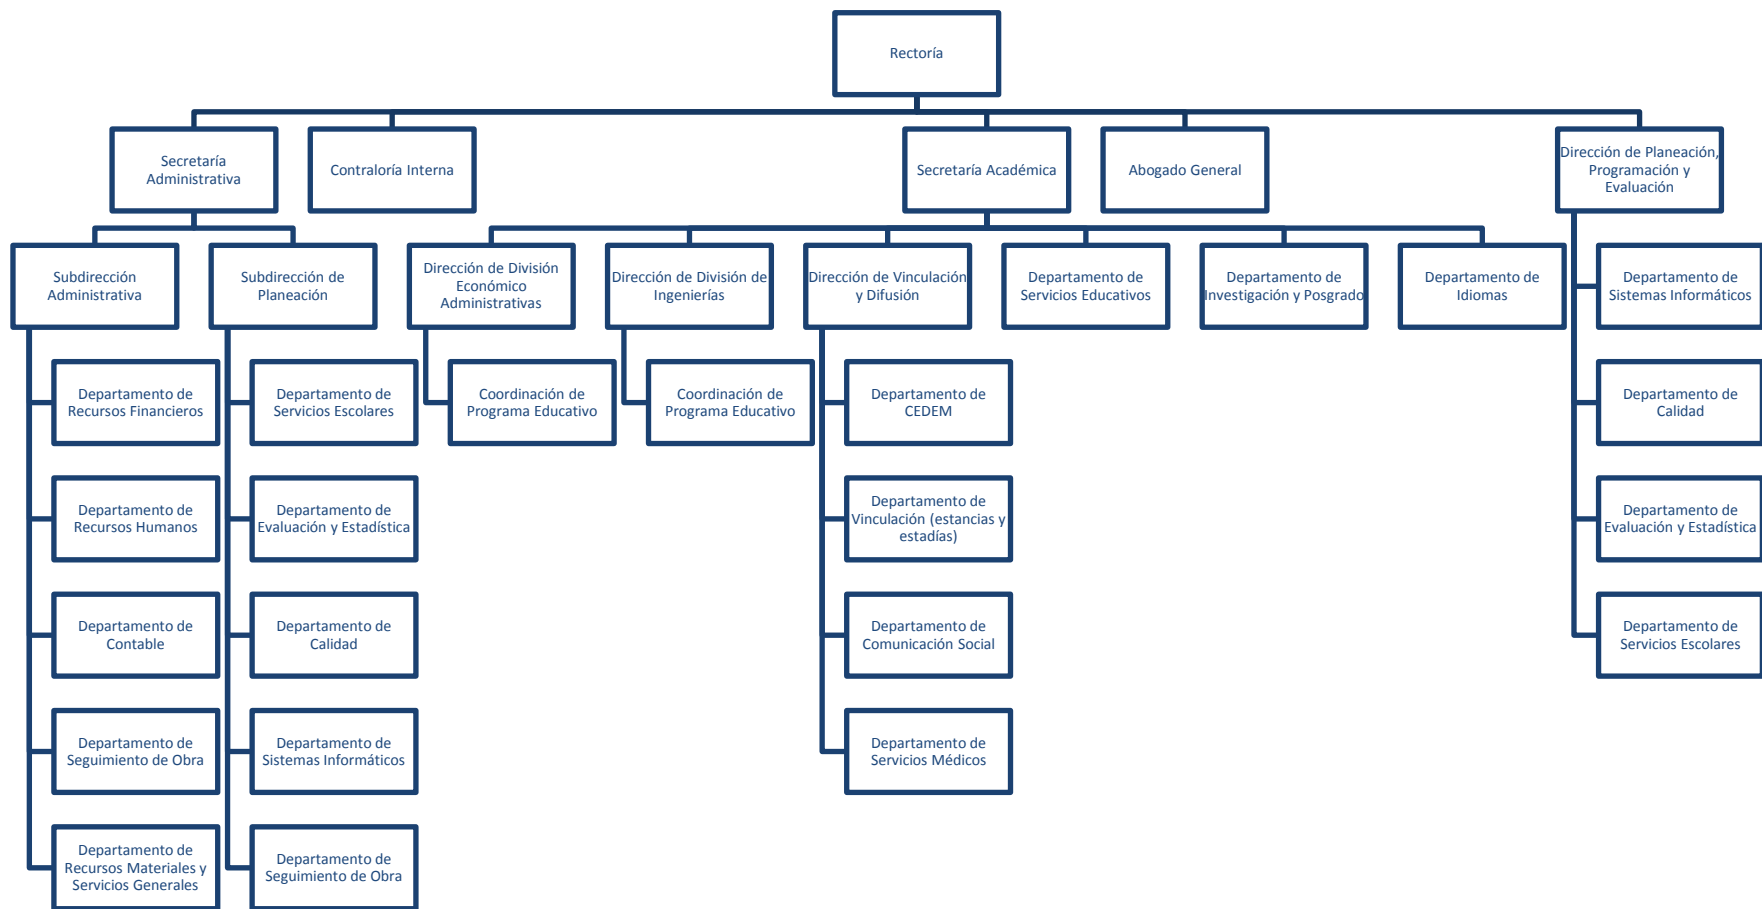 Rectoría
Secretaría
Administrativa
Contraloría Interna
Secretaría Académica
Abogado General
Dirección de Planeación,
Programación y
Evaluación
Subdirección
Administrativa
Subdirección de
Planeación
Dirección de División
Económico
Administrativas
Dirección de División de
Ingenierías
Dirección de Vinculación
y Difusión
Departamento de
Servicios Educativos
Departamento de
Investigación y Posgrado
Departamento de
Idiomas
Departamento de
Sistemas Informáticos
Departamento de
Recursos Financieros
Departamento de
Servicios Escolares
Coordinación de
Programa Educativo
Coordinación de
Programa Educativo
Departamento de
CEDEM
Departamento de
Calidad
Departamento de
Recursos Humanos
Departamento de
Evaluación y Estadística
Departamento de
Vinculación (estancias y
estadías)
Departamento de
Evaluación y Estadística
Departamento de
Contable
Departamento de
Calidad
Departamento de
Comunicación Social
Departamento de
Servicios Escolares
Departamento de
Seguimiento de Obra
Departamento de
Sistemas Informáticos
Departamento de
Servicios Médicos
Departamento de
Recursos Materiales y
Servicios Generales
Departamento de
Seguimiento de Obra